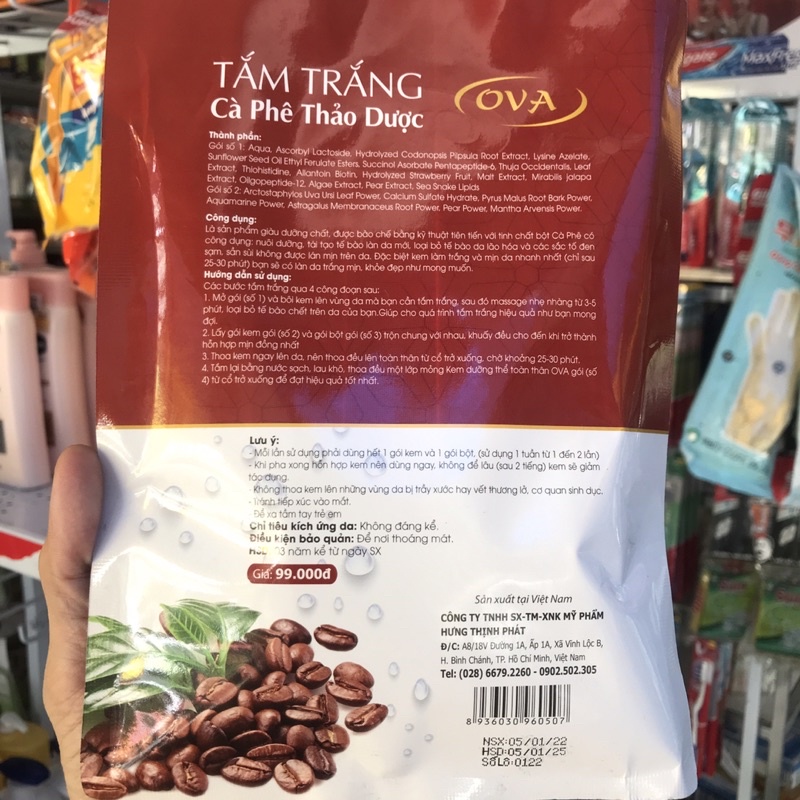 TẮM TRẮNG
Cà Phê Thảo Dược
OVA
Thành phần:
Gói số 1: Aqua, Ascorbyl Lactoside, Hydrolyzed Codonopsis Pilpsula Root Extract, Lysine Azelate,
Sunflower Seed Oil Ethyl Ferulate Esters, Succinol Asorbate Pentapeptide-6, Thuja Occidentalis, Leaf
Extract, Thiohistidine, Allantoin Biotin, Hydrolyzed Strawberry Fruit, Malt Extract, Mirabilis jalapa
Extract, Oligopeptide-12, Algae Extract, Pear Extract, Sea Snake Lipids
Gói số 2: Arctostaphylos Uva Ursi Leaf Power, Calcium Sulfate Hydrate, Pyrus Malus Root Bark Power,
Aquamarine Power, Astragalus Membranaceus Root Power, Pear Power, Mantha Arvensis Power.
Công dụng:
Là sản phẩm giàu dưỡng chất, được bào chế bằng kỹ thuật tiên tiến với tinh chất bột Cà Phê có
công dụng: nuôi dưỡng, tái tạo tế bào làn da mới, loại bỏ tế bào da lão hóa và các sắc tố đen
sạm, sần sùi không được làn mịn trên da. Đặc biệt kem làm trắng và mịn da nhanh nhất (chỉ sau
25-30 phút) bạn sẽ có làn da trắng mịn, khỏe đẹp như mong muốn.
Hướng dẫn sử dụng:
Các bước tắm trắng qua 4 công đoạn sau:
1. Mở gói (số 1) và bôi kem lên vùng da mà bạn cần tắm trắng, sau đó massage nhẹ nhàng từ 3-5
phút, loại bỏ tế bào chết trên da của bạn.Giúp cho quá trình tắm trắng hiệu quả như bạn mong
đợi.
2. Lấy gói kem gói (số 2) và gói bột gói (số 3) trộn chung với nhau, khuấy đều cho đến khi trở thành
hỗn hợp mịn đồng nhất
3. Thoa kem ngay lên da, nên thoa đều lên toàn thân từ cổ trở xuống, chờ khoảng 25-30 phút.
4. Tắm lại bằng nước sạch, lau khô, thoa đều một lớp mỏng Kem dưỡng thể toàn thân OVA gói (số
4) từ cổ trở xuống để đạt hiệu quả tốt nhất.
Lưu ý:
- Mỗi lần sử dụng phải dùng hết 1 gói kem và 1 gói bột. (sử dụng 1 tuần từ 1 đến 2 lần)
- Khi pha xong hỗn hợp kem nên dùng ngay, không để lâu (sau 2 tiếng) kem sẽ giảm
tác dụng.
- Không thoa kem lên những vùng da bị trầy xước hay vết thương lở, cơ quan sinh dục.
- Tránh tiếp xúc vào mắt.
- Để xa tầm tay trẻ em
Chỉ tiêu kích ứng da: Không đáng kể.
Điều kiện bảo quản: Để nơi thoáng mát.
HSD: 03 năm kể từ ngày SX
Giá: 99.000đ
Sản xuất tại Việt Nam
CÔNG TY TNHH SX-TM-XNK MỸ PHẨM
HƯNG THỊNH PHÁT
Đ/C: A8/18V Đường 1A, Ấp 1A, Xã Vĩnh Lộc B,
H. Bình Chánh, TP. Hồ Chí Minh, Việt Nam
Tel: (028) 6679.2260 - 0902.502.305
8936030960507
NSX:05/01/22
HSD:05/01/25
SốLô:0122